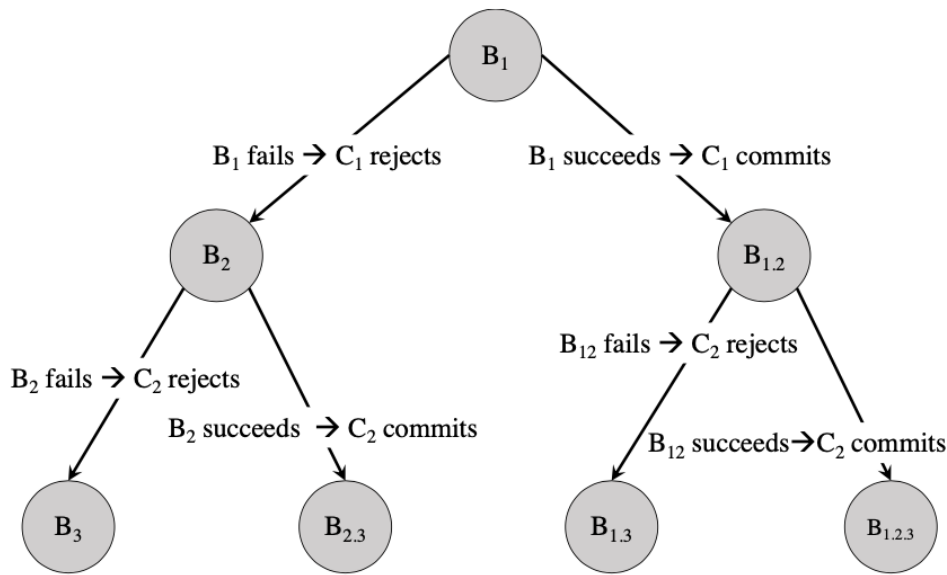 B₁
B₁ fails → C₁ rejects
B₁ succeeds → C₁ commits
B₂
B₁.₂
B₁₂ fails → C₂ rejects
B₂ fails → C₂ rejects
B₂ succeeds → C₂ commits
B₁₂ succeeds→C₂ commits
B₃
B₂.₃
B₁.₃
B₁.₂.₃